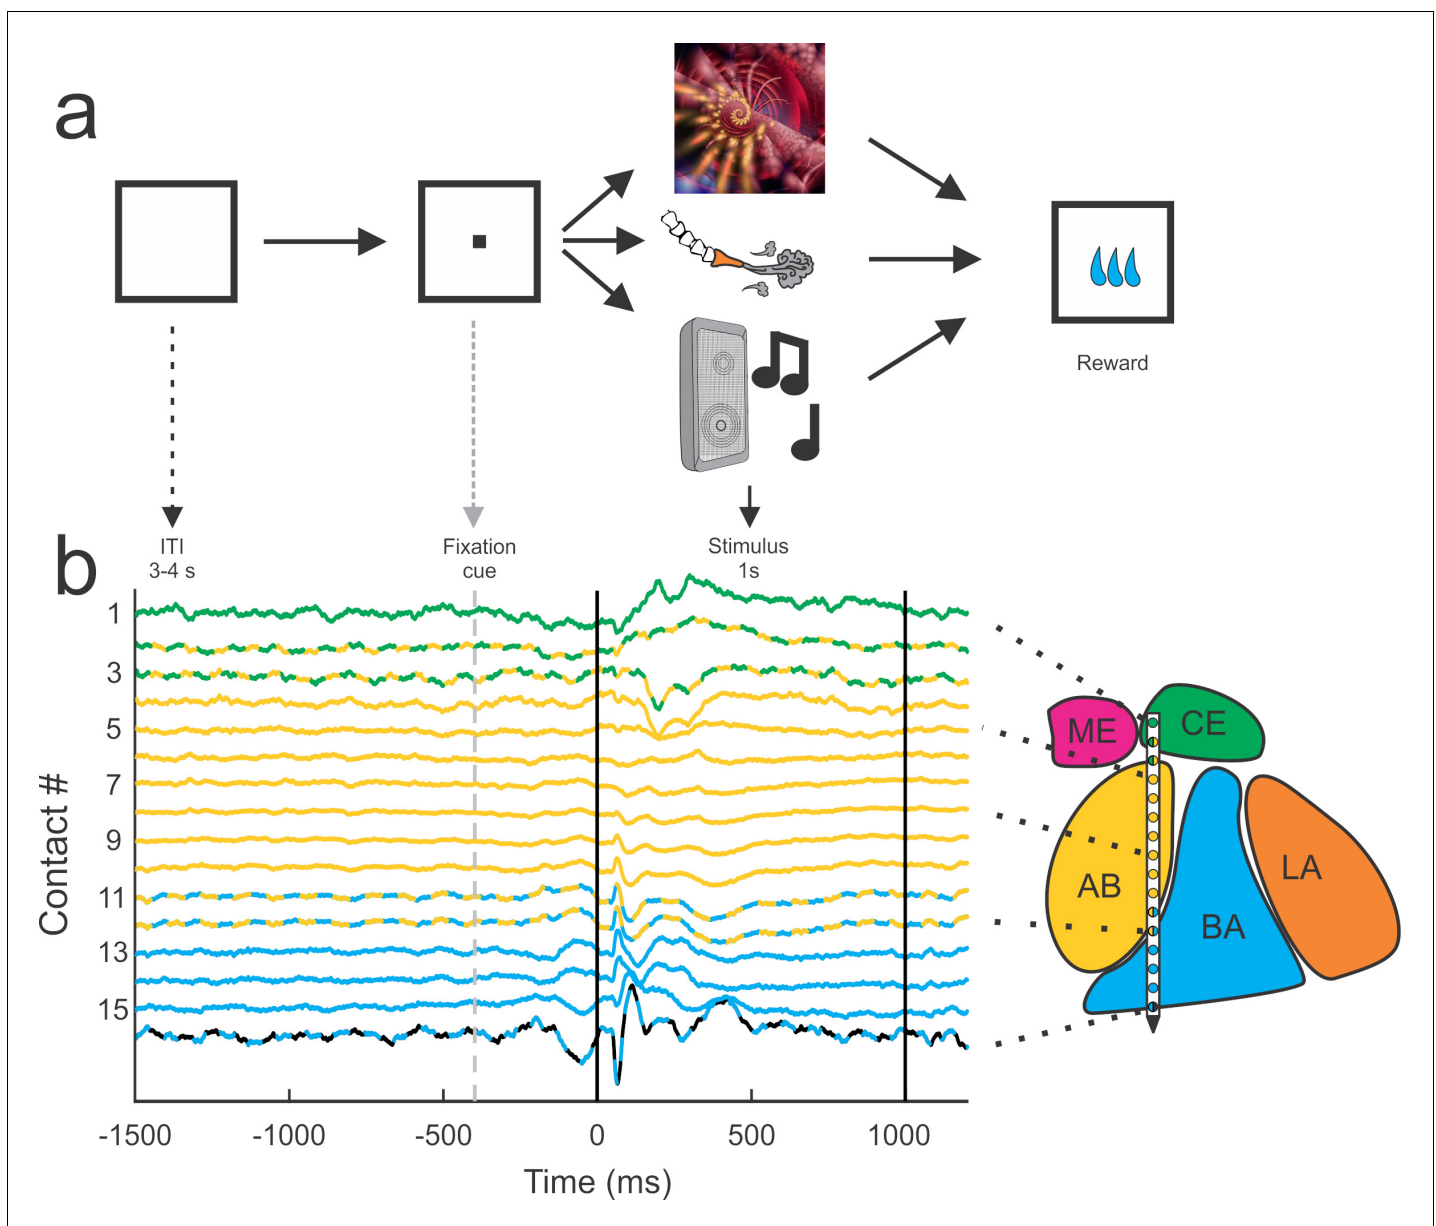 a
Reward
b
ITI
3-4 s
Fixation
cue
Stimulus
1s
1
3
5
7
9
11
13
15
Contact #
-1500
-1000
-500
0
500
1000
Time (ms)
ME
CE
AB
BA
LA